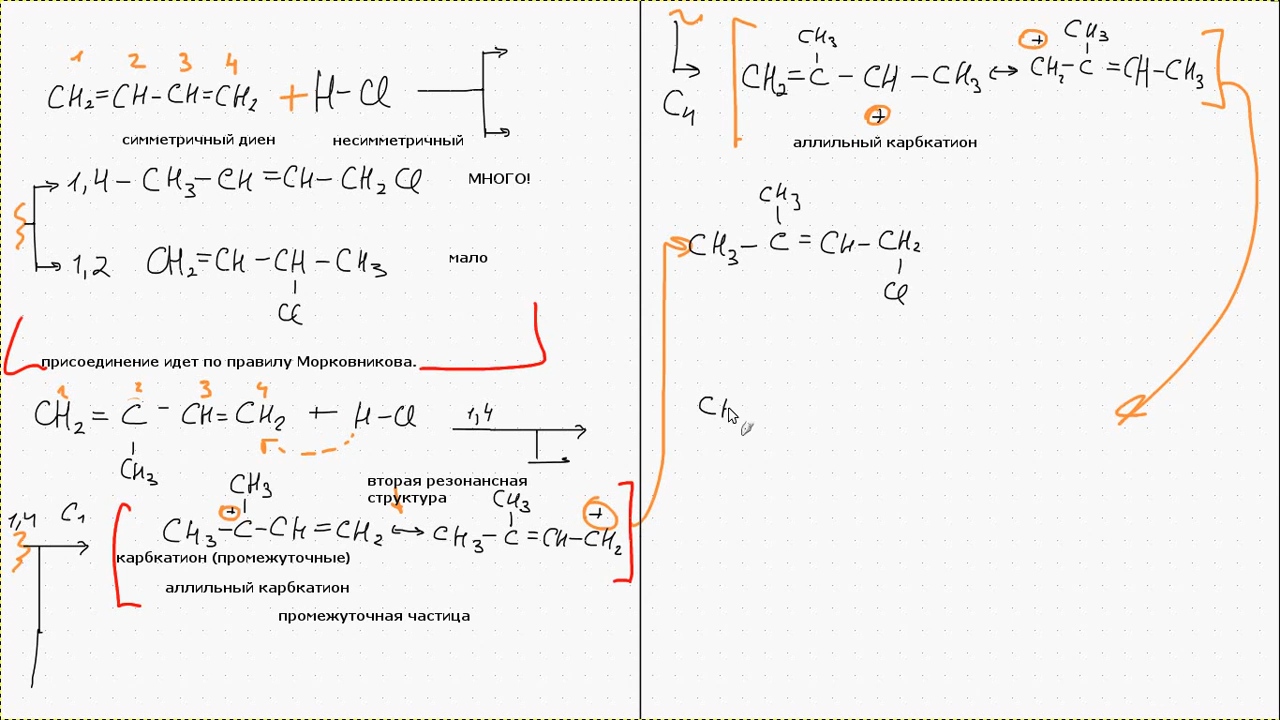 1 2 3 4
CH2=CH-CH=CH2 + H-Cl
симметричный диен несимметричный
1,4- CH3-CH=CH-CH2Cl МНОГО!
1,2 CH2=CH-CH-CH3 мало
Cl
присоединение идет по правилу Морковникова.
1 2 3 4
CH2=C-CH=CH2 + H-Cl 1,4
CH3
вторая резонансная
структура
CH3 CH3
1,4 C1
+ +
CH3-C-CH=CH2 ↔ CH3-C=CH-CH2
карбкатион (промежуточные)
аллильный карбкатион
промежуточная частица
CH3 + CH3
CH2=C-CH-CH3 ↔ CH2-C=CH-CH3
C4
+
аллильный карбкатион
CH3
CH3-C=CH-CH2
Cl
CH